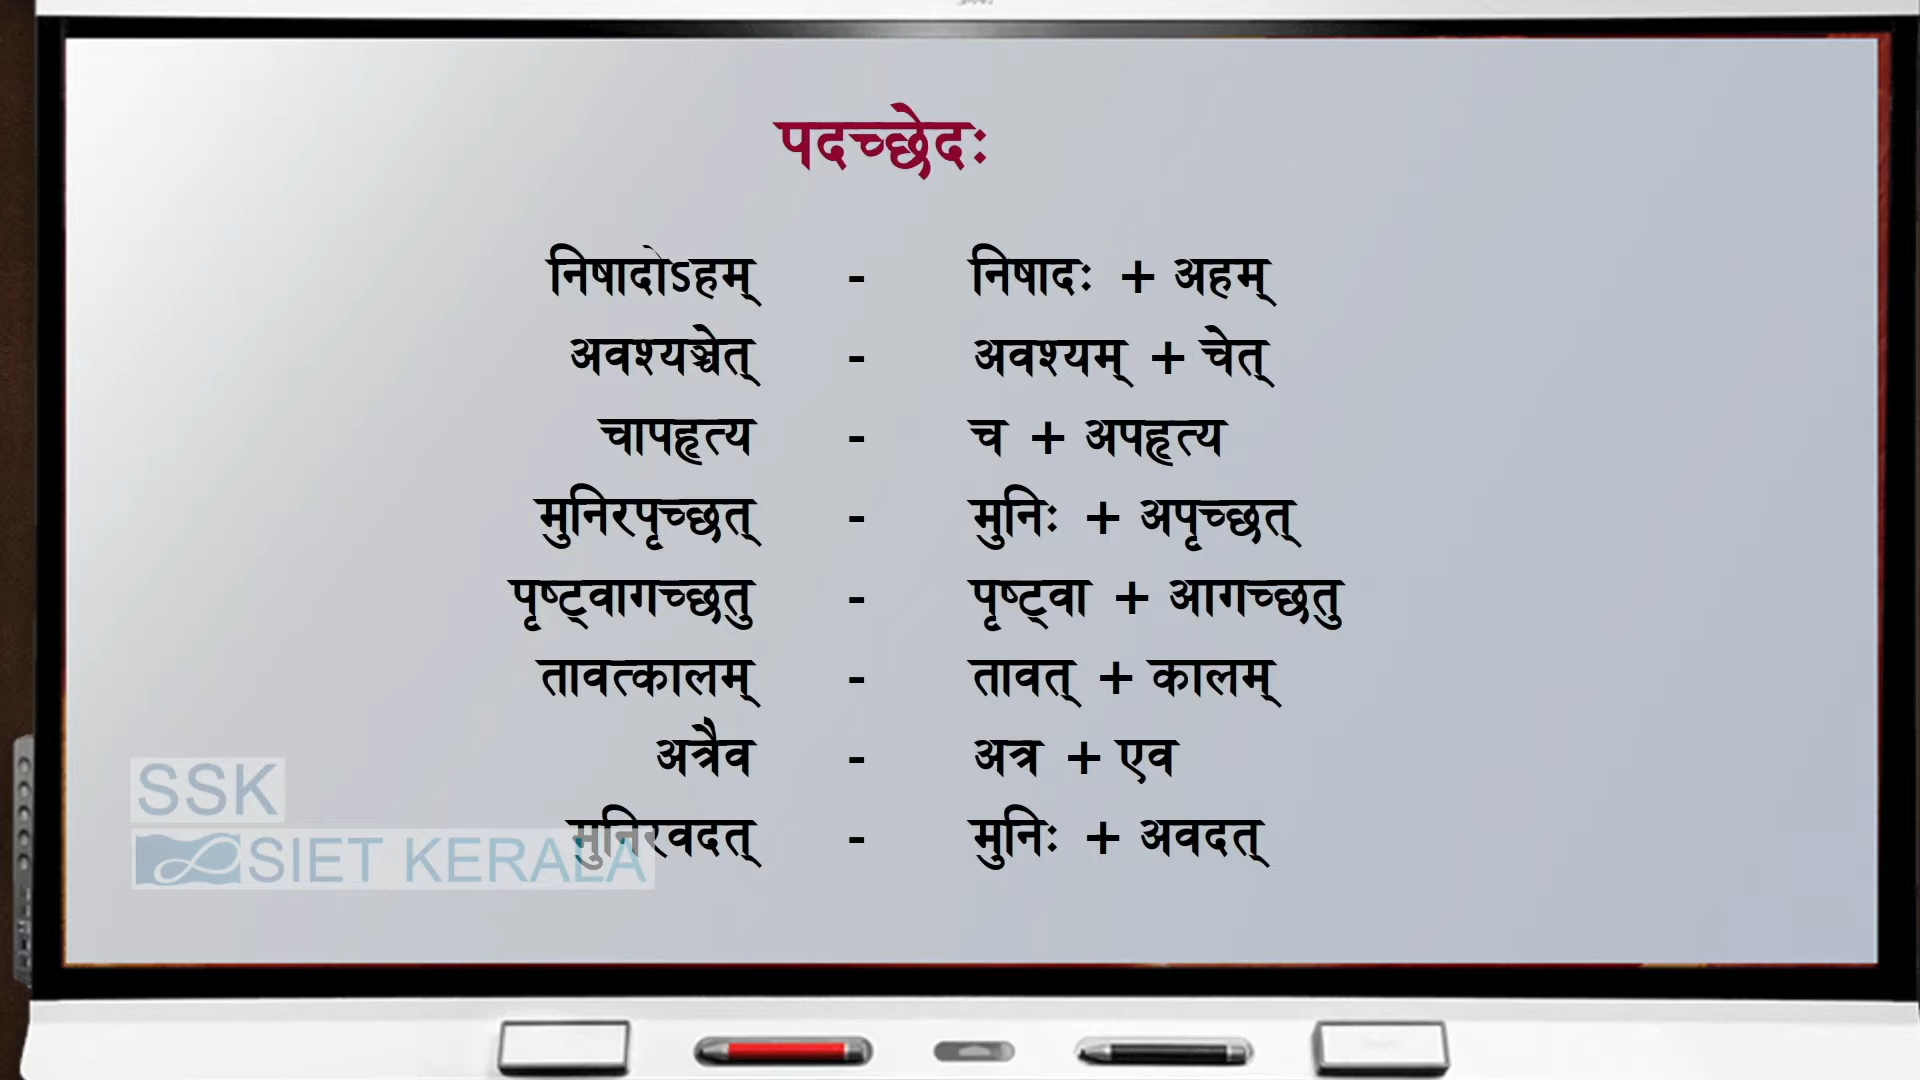 पदच्छेदः
निषादोऽहम् - निषादः + अहम्
अवश्यञ्चेत् - अवश्यम् + चेत्
चापहृत्य - च + अपहृत्य
मुनिरपृच्छत् - मुनिः + अपृच्छत्
पृष्ट्वागच्छतु - पृष्ट्वा + आगच्छतु
तावत्कालम् - तावत् + कालम्
अत्रैव - अत्र + एव
मुनिरवदत् - मुनिः + अवदत्
SSK
SIET KERALA